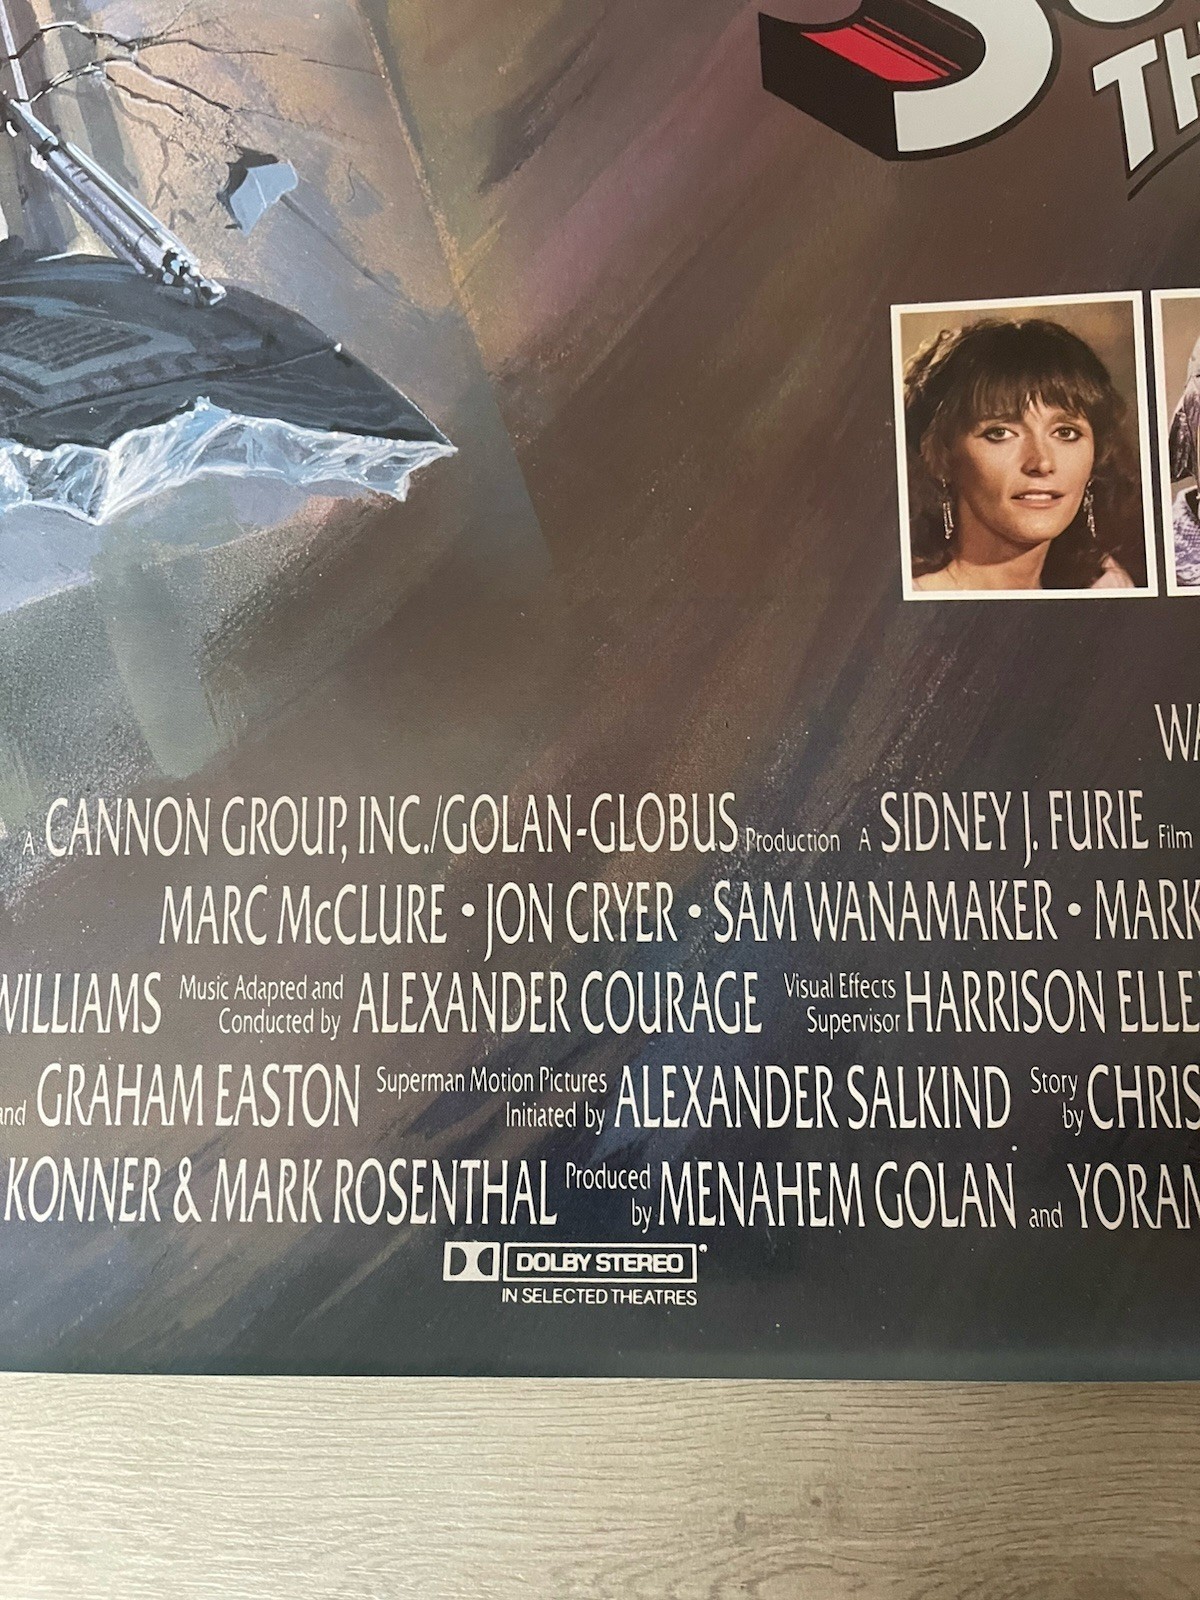 TH
WA
A CANNON GROUP, INC./GOLAN-GLOBUS Production A SIDNEY J. FURIE Film
MARC McCLURE • JON CRYER • SAM WANAMAKER • MARK
WILLIAMS Music Adapted and Conducted by ALEXANDER COURAGE Visual Effects Supervisor HARRISON ELLE
and GRAHAM EASTON Superman Motion Pictures Initiated by ALEXANDER SALKIND Story by CHRIS
KONNER & MARK ROSENTHAL Produced by MENAHEM GOLAN and YORAM
DOLBY STEREO
IN SELECTED THEATRES